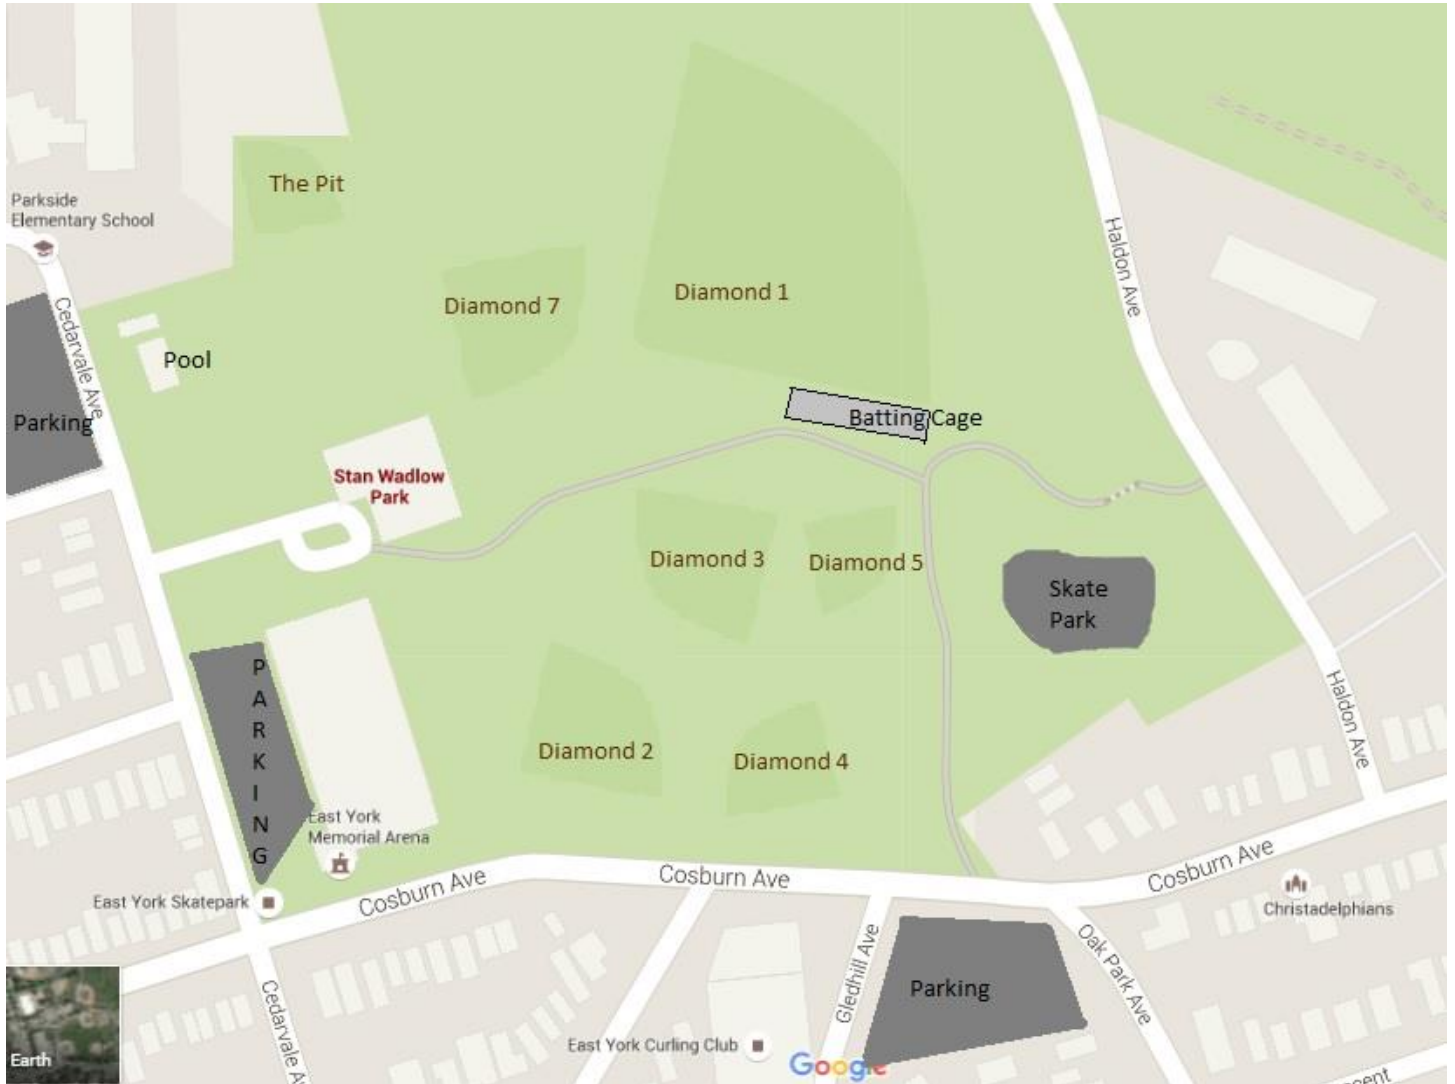 The Pit
Parkside
Elementary School
Haldon Ave
Diamond 7
Diamond 1
Cedarvale Ave
Pool
Parking
Batting Cage
Stan Wadlow
Park
Diamond 3
Diamond 5
Skate
Park
P
A
R
K
I
N
G
Haldon Ave
Diamond 2
Diamond 4
East York
Memorial Arena
Cosburn Ave
Cosburn Ave
Cosburn Ave
East York Skatepark
Christadelphians
Gledhill Ave
Oak Park Ave
Parking
Cedarvale A
East York Curling Club
Google
Earth